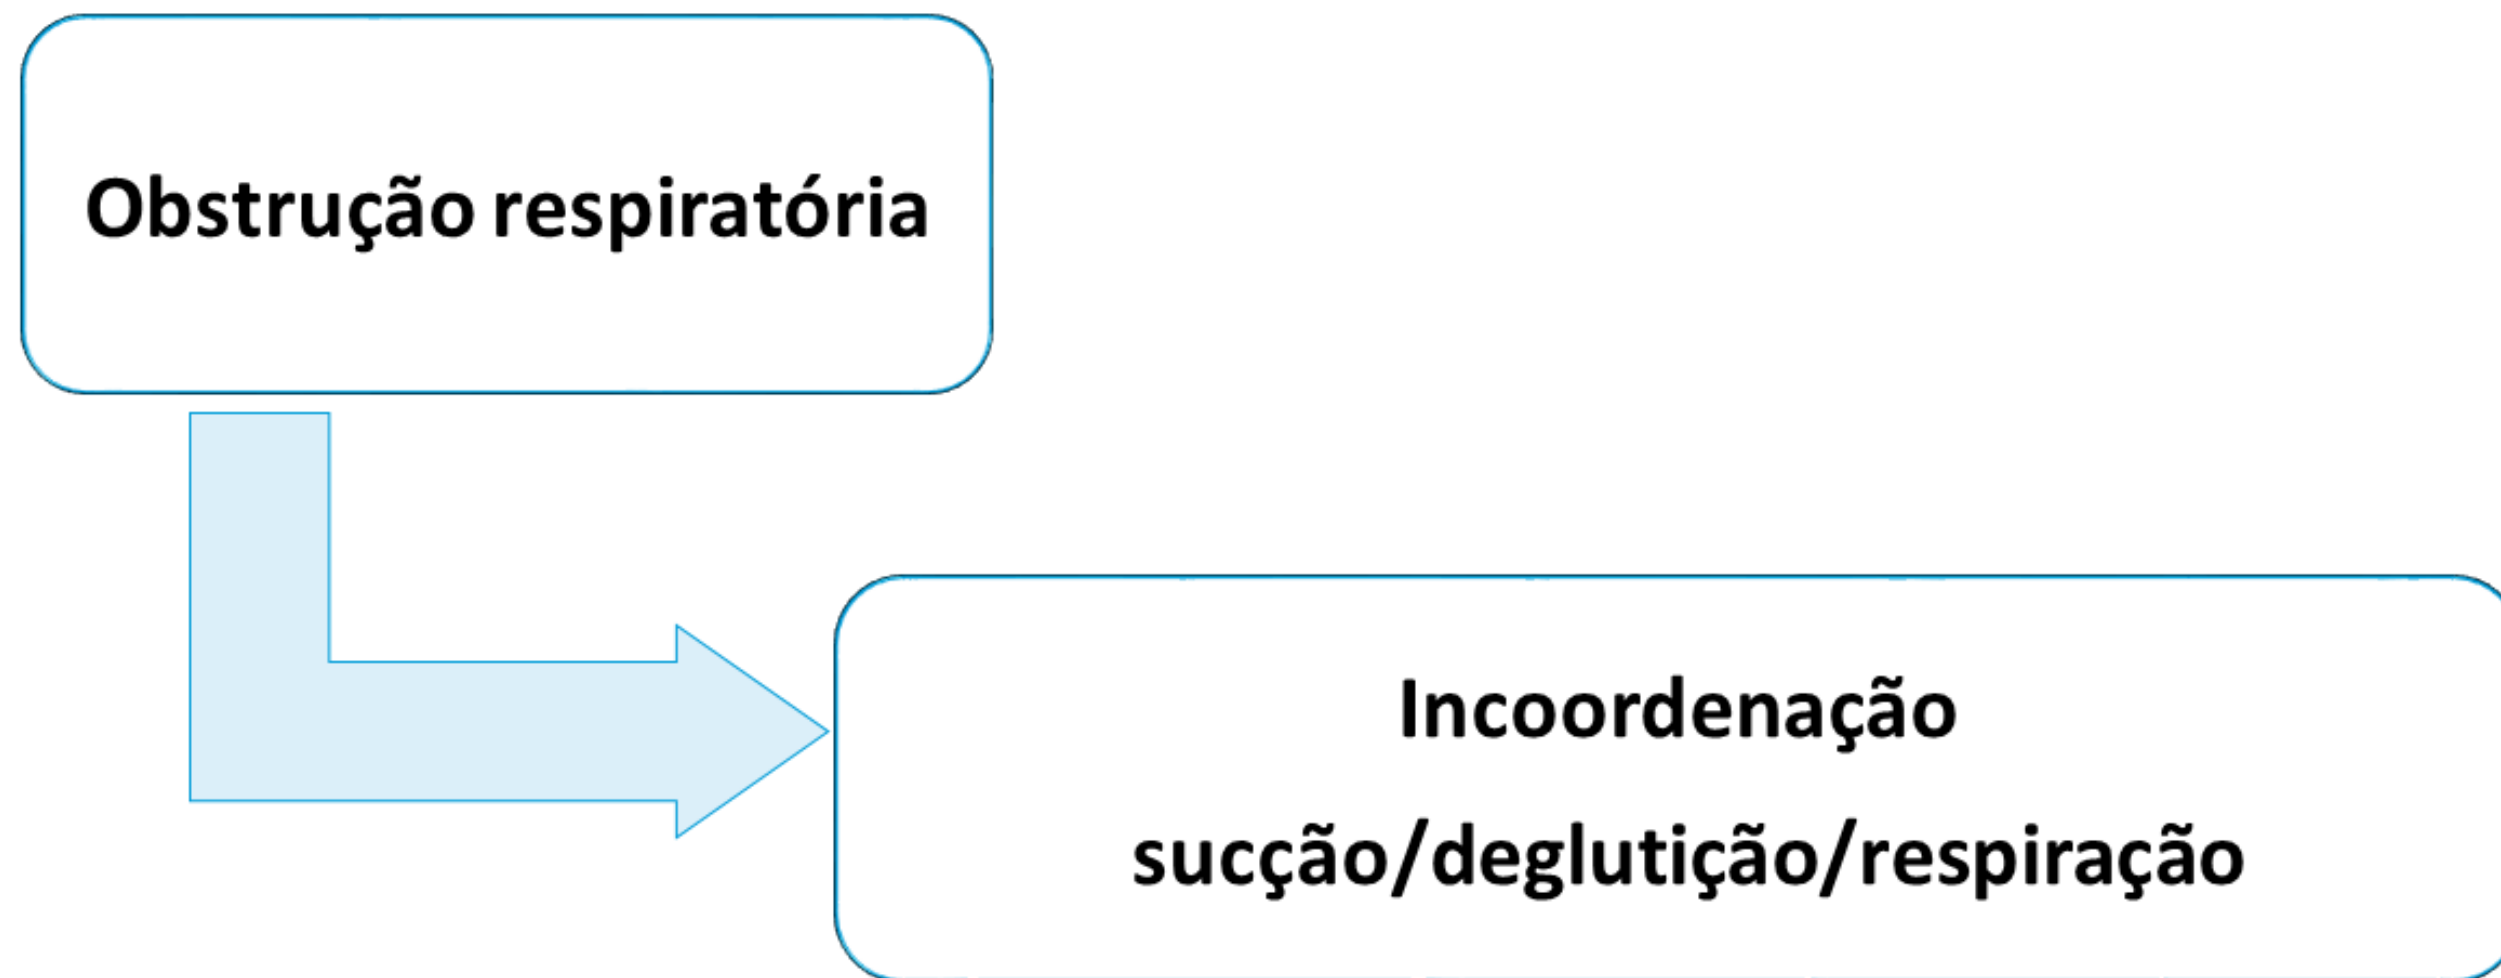 Obstrução respiratória
Incoordenação
sucção/deglutição/respiração